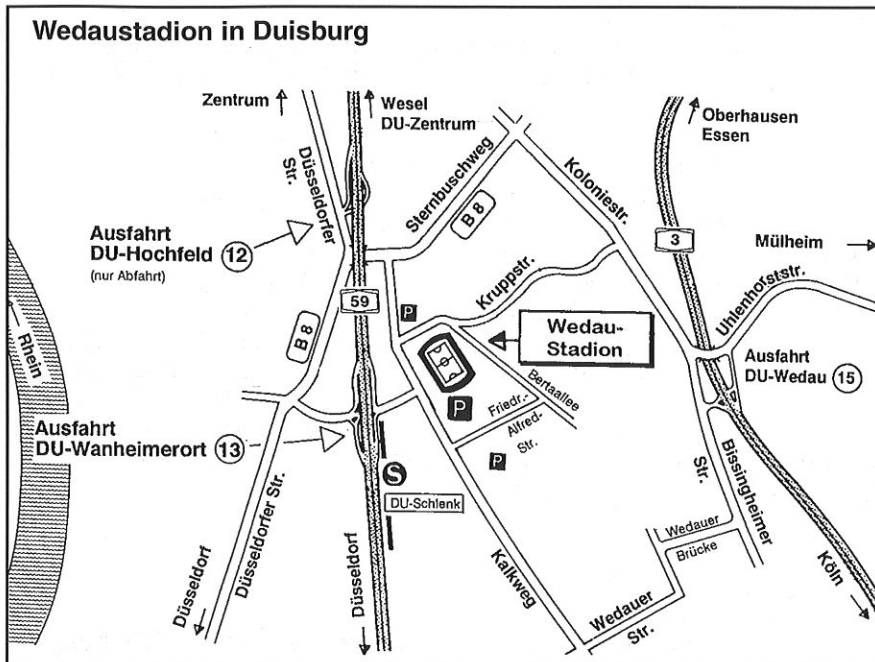 Wedaustadion in Duisburg
Zentrum
Wesel
DU-Zentrum
Oberhausen
Essen
Düsseldorfer
Str.
Sternbuschweg
B 8
Koloniestr.
3
Mülheim
Ausfahrt
DU-Hochfeld 12
(nur Abfahrt)
59
Kruppstr.
Uhlenhorststr.
P
Rhein
B 8
Wedau-
Stadion
Ausfahrt
DU-Wedau 15
Bertaallee
P
Friedr.-
Alfred-
Str.
Ausfahrt
DU-Wanheimerort 13
P
S
DU-Schlenk
Str.
Bissingheimer
Düsseldorfer Str.
Düsseldorf
Düsseldorf
Kalkweg
Wedauer
Brücke
Wedauer
Str.
Köln